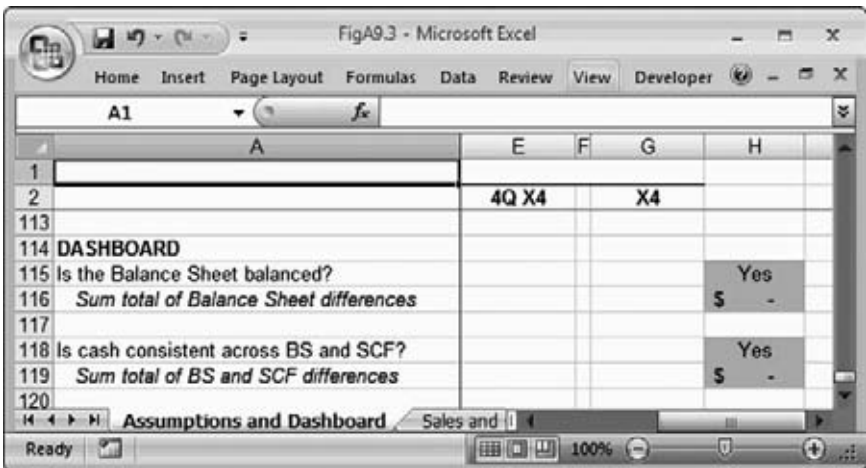 FigA9.3 - Microsoft Excel
Home Insert Page Layout Formulas Data Review View Developer
A1 fx
A E F G H
1
2 4Q X4 X4
113
114 DASHBOARD
115 Is the Balance Sheet balanced? Yes
116 Sum total of Balance Sheet differences $ -
117
118 Is cash consistent across BS and SCF? Yes
119 Sum total of BS and SCF differences $ -
120
Assumptions and Dashboard Sales and
Ready 100%